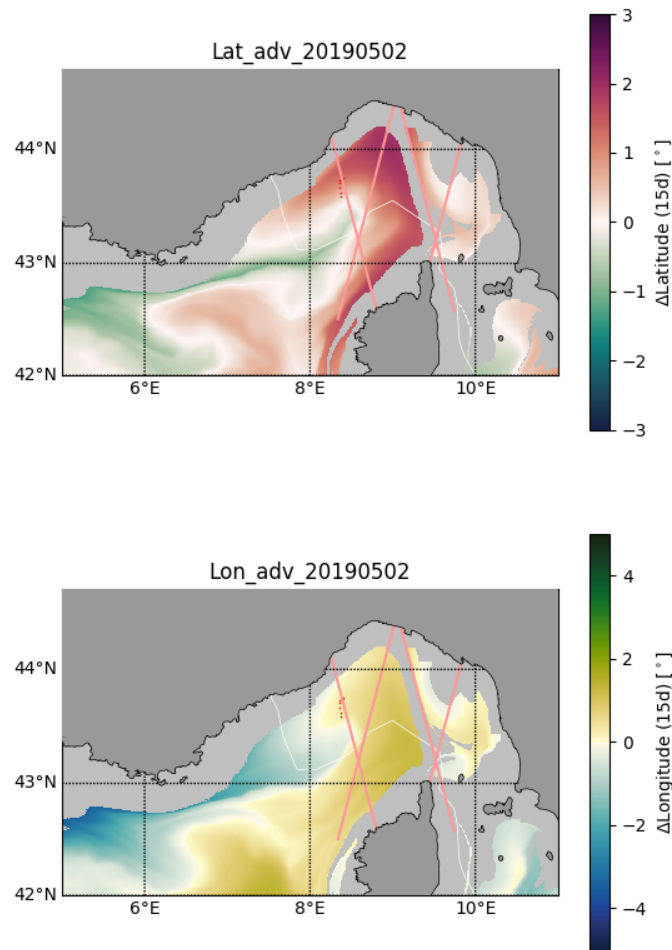 Lat_adv_20190502
44°N
43°N
42°N
6°E
8°E
10°E
3
2
1
0
−1
−2
−3
ΔLatitude (15d) [°]
Lon_adv_20190502
44°N
43°N
42°N
6°E
8°E
10°E
4
2
0
−2
−4
ΔLongitude (15d) [°]